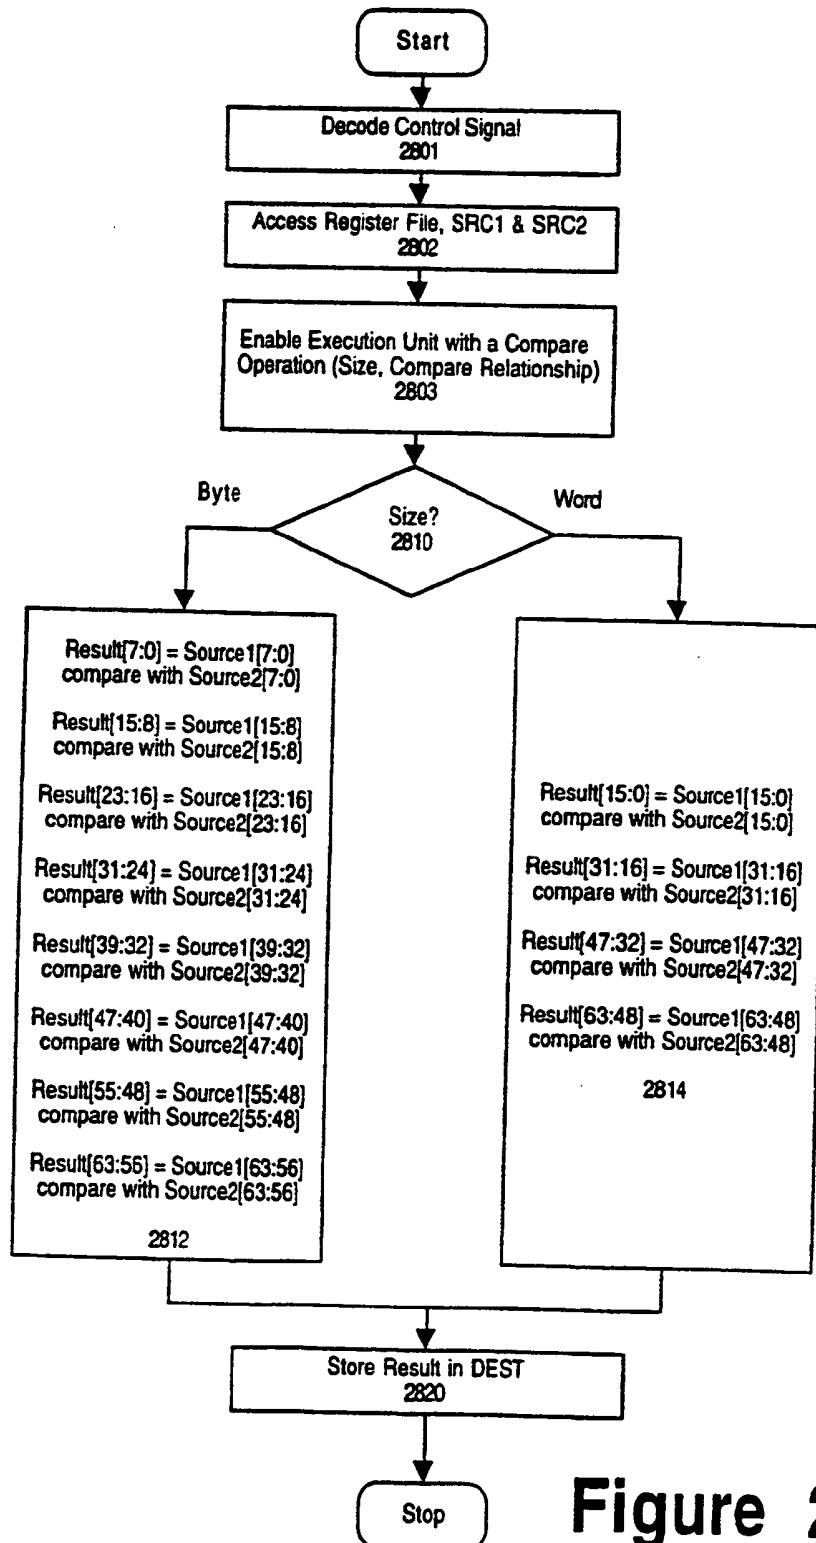 Start
Decode Control Signal
2801
Access Register File, SRC1 & SRC2
2802
Enable Execution Unit with a Compare
Operation (Size, Compare Relationship)
2803
Byte
Size?
2810
Word
Result[7:0] = Source1[7:0]
compare with Source2[7:0]
Result[15:8] = Source1[15:8]
compare with Source2[15:8]
Result[23:16] = Source1[23:16]
compare with Source2[23:16]
Result[31:24] = Source1[31:24]
compare with Source2[31:24]
Result[39:32] = Source1[39:32]
compare with Source2[39:32]
Result[47:40] = Source1[47:40]
compare with Source2[47:40]
Result[55:48] = Source1[55:48]
compare with Source2[55:48]
Result[63:56] = Source1[63:56]
compare with Source2[63:56]
2812
Result[15:0] = Source1[15:0]
compare with Source2[15:0]
Result[31:16] = Source1[31:16]
compare with Source2[31:16]
Result[47:32] = Source1[47:32]
compare with Source2[47:32]
Result[63:48] = Source1[63:48]
compare with Source2[63:48]
2814
Store Result in DEST
2820
Stop
Figure